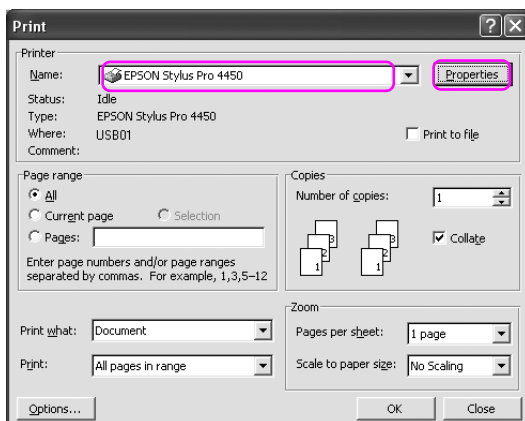 Print
Printer
Name: EPSON Stylus Pro 4450 Properties
Status: Idle
Type: EPSON Stylus Pro 4450
Where: USB01 Print to file
Comment:
Page range
All
Current page Selection
Pages:
Enter page numbers and/or page ranges
separated by commas. For example, 1,3,5–12
Copies
Number of copies: 1
1 2 3 1 2 3 Collate
Print what: Document
Print: All pages in range
Zoom
Pages per sheet: 1 page
Scale to paper size: No Scaling
Options... OK Close